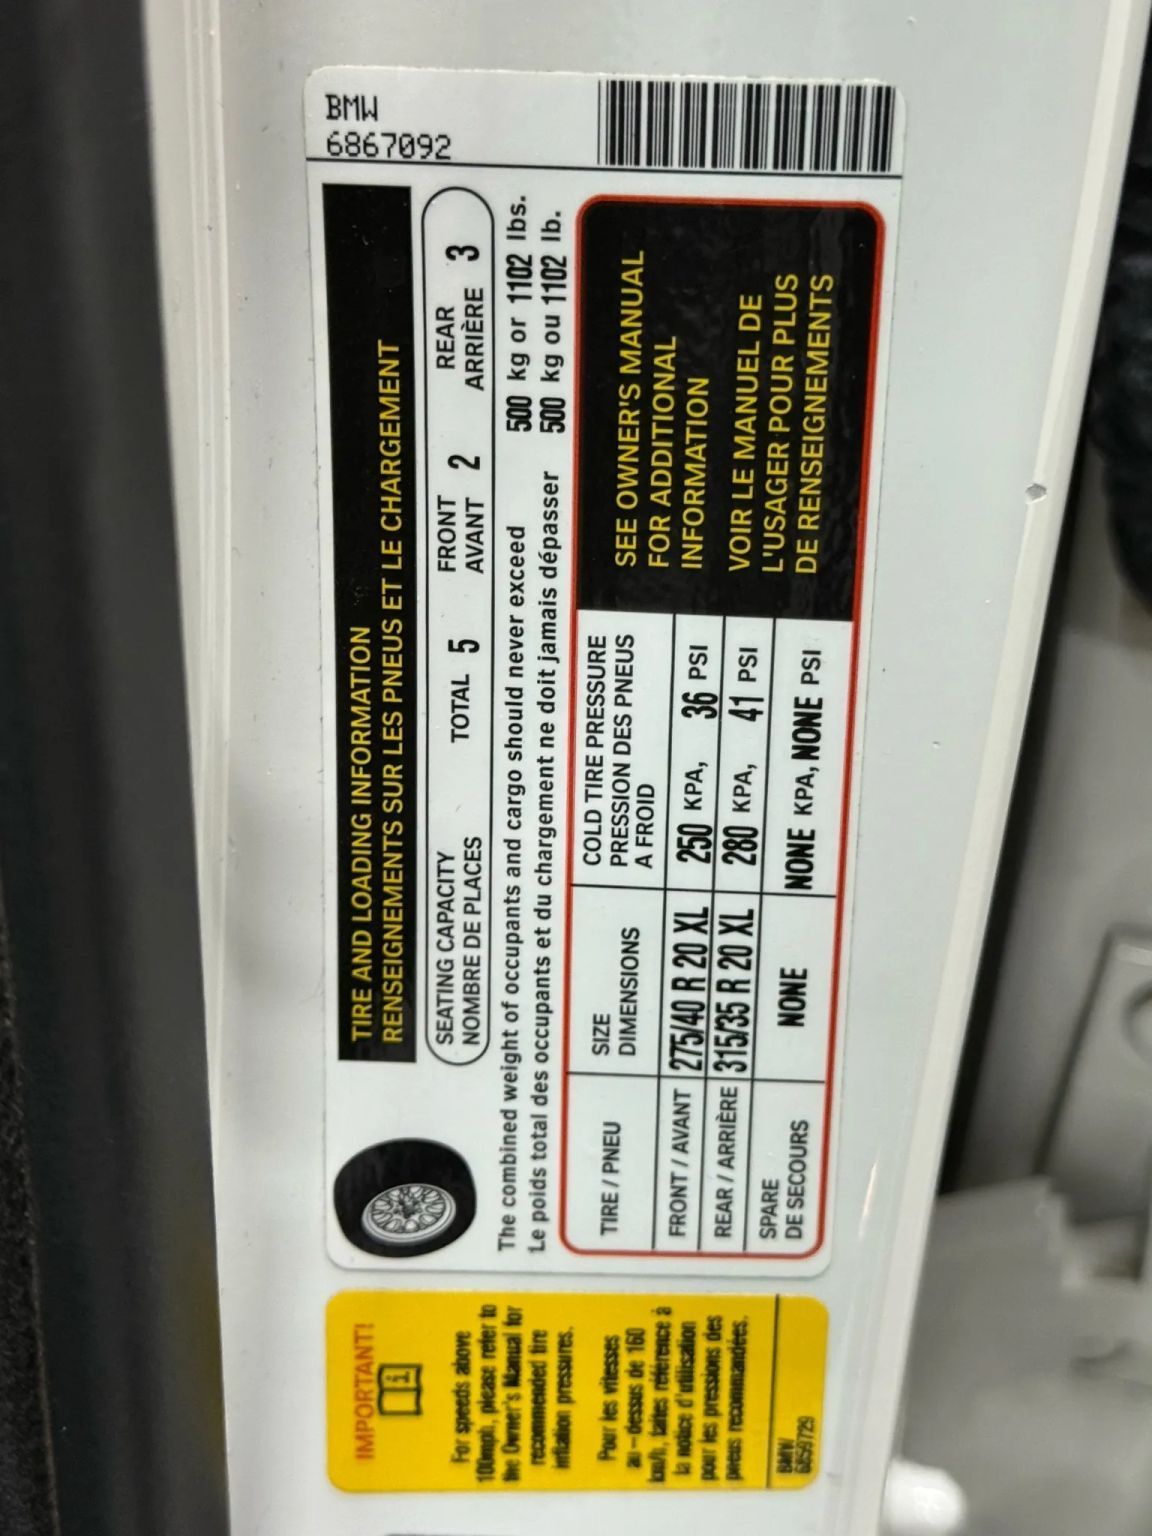 BMW
6867092
TIRE AND LOADING INFORMATION
RENSEIGNEMENTS SUR LES PNEUS ET LE CHARGEMENT
SEATING CAPACITY TOTAL 5 FRONT 2 REAR 3
NOMBRE DE PLACES AVANT ARRIÈRE
The combined weight of occupants and cargo should never exceed 500 kg or 1102 lbs.
Le poids total des occupants et du chargement ne doit jamais dépasser 500 kg ou 1102 lb.
TIRE / PNEU
SIZE
DIMENSIONS
COLD TIRE PRESSURE
PRESSION DES PNEUS
A FROID
FRONT / AVANT 275/40 R 20 XL 250 KPA, 36 PSI
REAR / ARRIÈRE 315/35 R 20 XL 280 KPA, 41 PSI
SPARE
DE SECOURS
NONE NONE KPA, NONE PSI
SEE OWNER'S MANUAL
FOR ADDITIONAL
INFORMATION
VOIR LE MANUEL DE
L'USAGER POUR PLUS
DE RENSEIGNEMENTS
IMPORTANT!
i
For speeds above
100mph, please refer to
the Owner's Manual for
recommended tire
inflation pressures.
Pour les vitesses
au-dessus de 160
km/h, faites référence à
la notice d'utilisation
pour les pressions des
pneus recommandées.
BMW
6859729